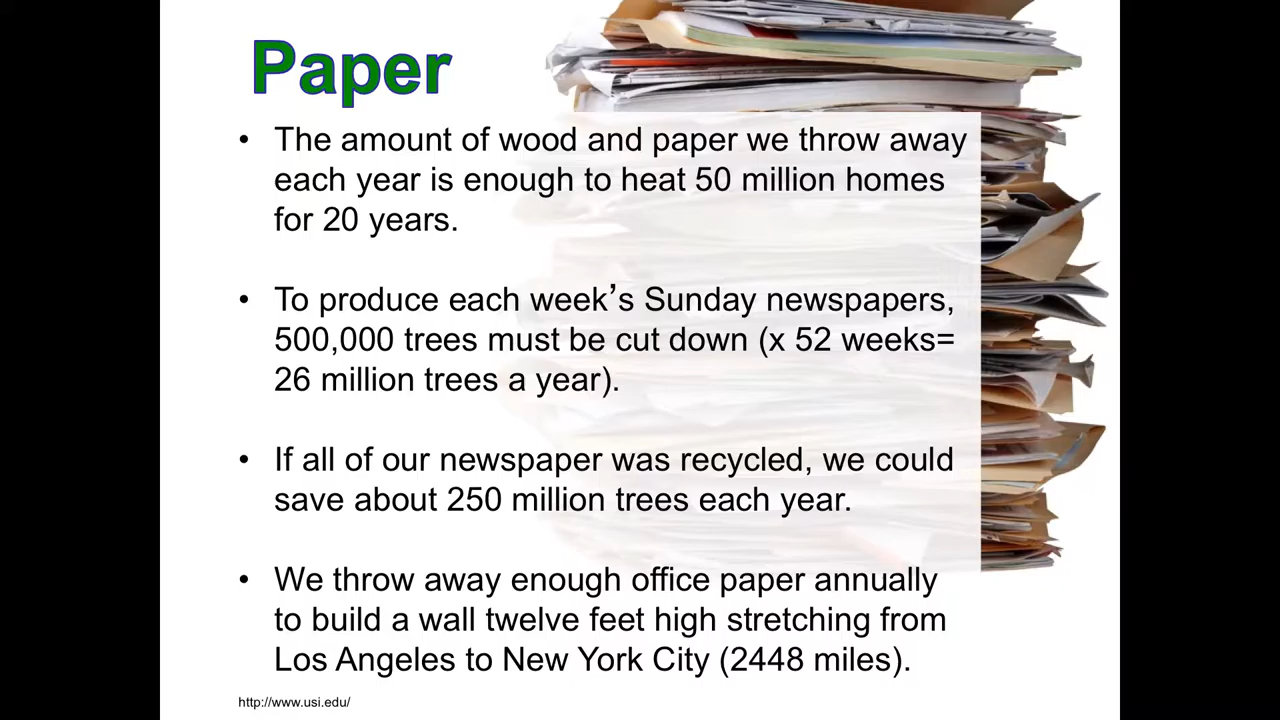 Paper
• The amount of wood and paper we throw away
each year is enough to heat 50 million homes
for 20 years.
• To produce each week’s Sunday newspapers,
500,000 trees must be cut down (x 52 weeks=
26 million trees a year).
• If all of our newspaper was recycled, we could
save about 250 million trees each year.
• We throw away enough office paper annually
to build a wall twelve feet high stretching from
Los Angeles to New York City (2448 miles).
http://www.usi.edu/